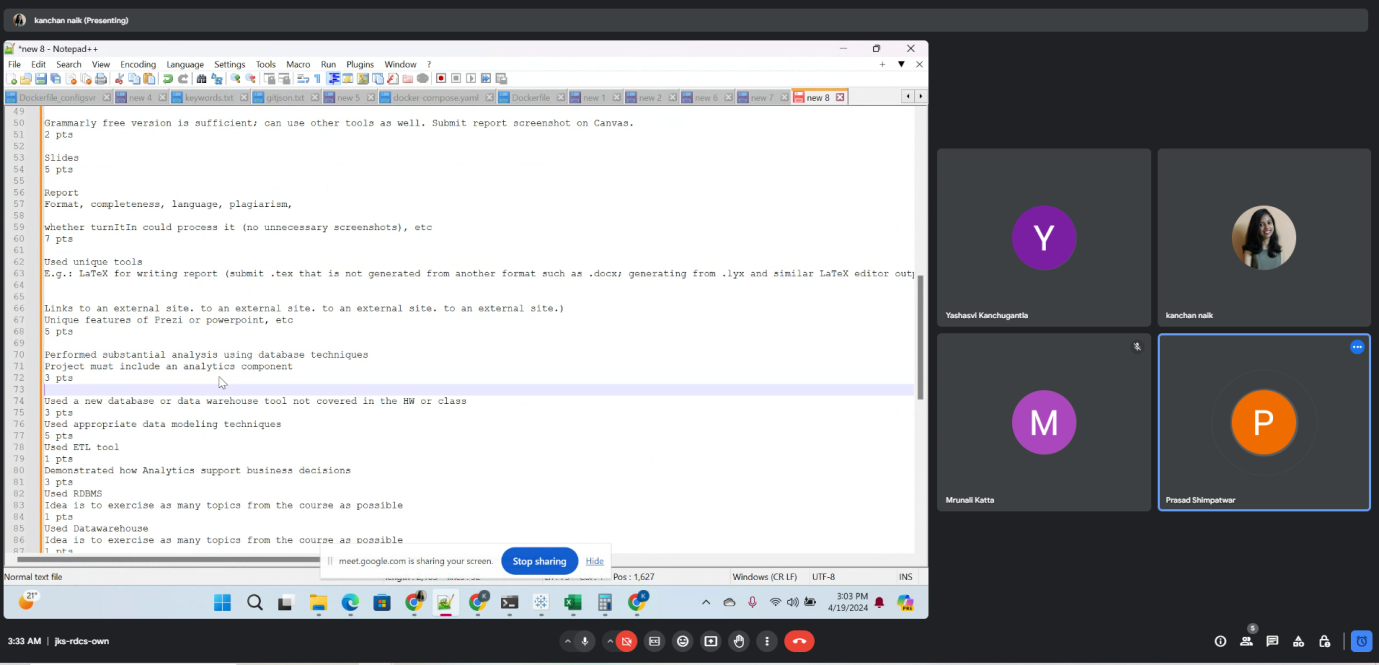 kanchan naik (Presenting)
*new 8 - Notepad++
File Edit Search View Encoding Language Settings Tools Macro Run Plugins Window ?
Dockerfile_configsvr new 4 keywords.txt gitjson.txt new 5 docker-compose.yaml Dockerfile new 1 new 2 new 6 new 7 new 8
49
50 Grammarly free version is sufficient; can use other tools as well. Submit report screenshot on Canvas.
51 2 pts
52
53 Slides
54 5 pts
55
56 Report
57 Format, completeness, language, plagiarism,
58
59 whether turnItIn could process it (no unnecessary screenshots), etc
60 7 pts
61
62 Used unique tools
63 E.g.: LaTeX for writing report (submit .tex that is not generated from another format such as .docx; generating from .lyx and similar LaTeX editor outp
64
65
66 Links to an external site. to an external site. to an external site. to an external site.)
67 Unique features of Prezi or powerpoint, etc
68 5 pts
69
70 Performed substantial analysis using database techniques
71 Project must include an analytics component
72 3 pts
73
74 Used a new database or data warehouse tool not covered in the HW or class
75 3 pts
76 Used appropriate data modeling techniques
77 5 pts
78 Used ETL tool
79 1 pts
80 Demonstrated how Analytics support business decisions
81 3 pts
82 Used RDBMS
83 Idea is to exercise as many topics from the course as possible
84 1 pts
85 Used Datawarehouse
86 Idea is to exercise as many topics from the course as possible
87 1 pts
meet.google.com is sharing your screen. Stop sharing Hide
Normal text file Pos : 1,627 Windows (CR LF) UTF-8 INS
21°
3:03 PM
4/19/2024
Y
Yashasvi Kanchugantla
kanchan naik
M
Mrunali Katta
P
Prasad Shimpatwar
3:33 AM | jks-rdcs-own
5